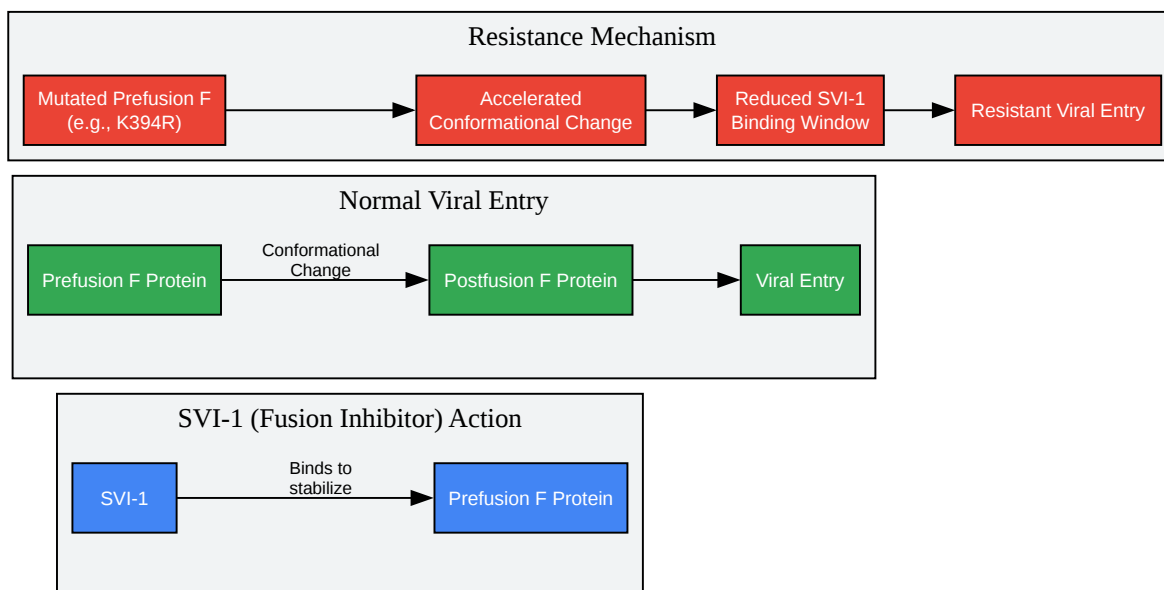 Resistance Mechanism
Mutated Prefusion F
(e.g., K394R)
Accelerated
Conformational Change
Reduced SVI-1
Binding Window
Resistant Viral Entry
Normal Viral Entry
Prefusion F Protein
Conformational
Change
Postfusion F Protein
Viral Entry
SVI-1 (Fusion Inhibitor) Action
SVI-1
Binds to
stabilize
Prefusion F Protein